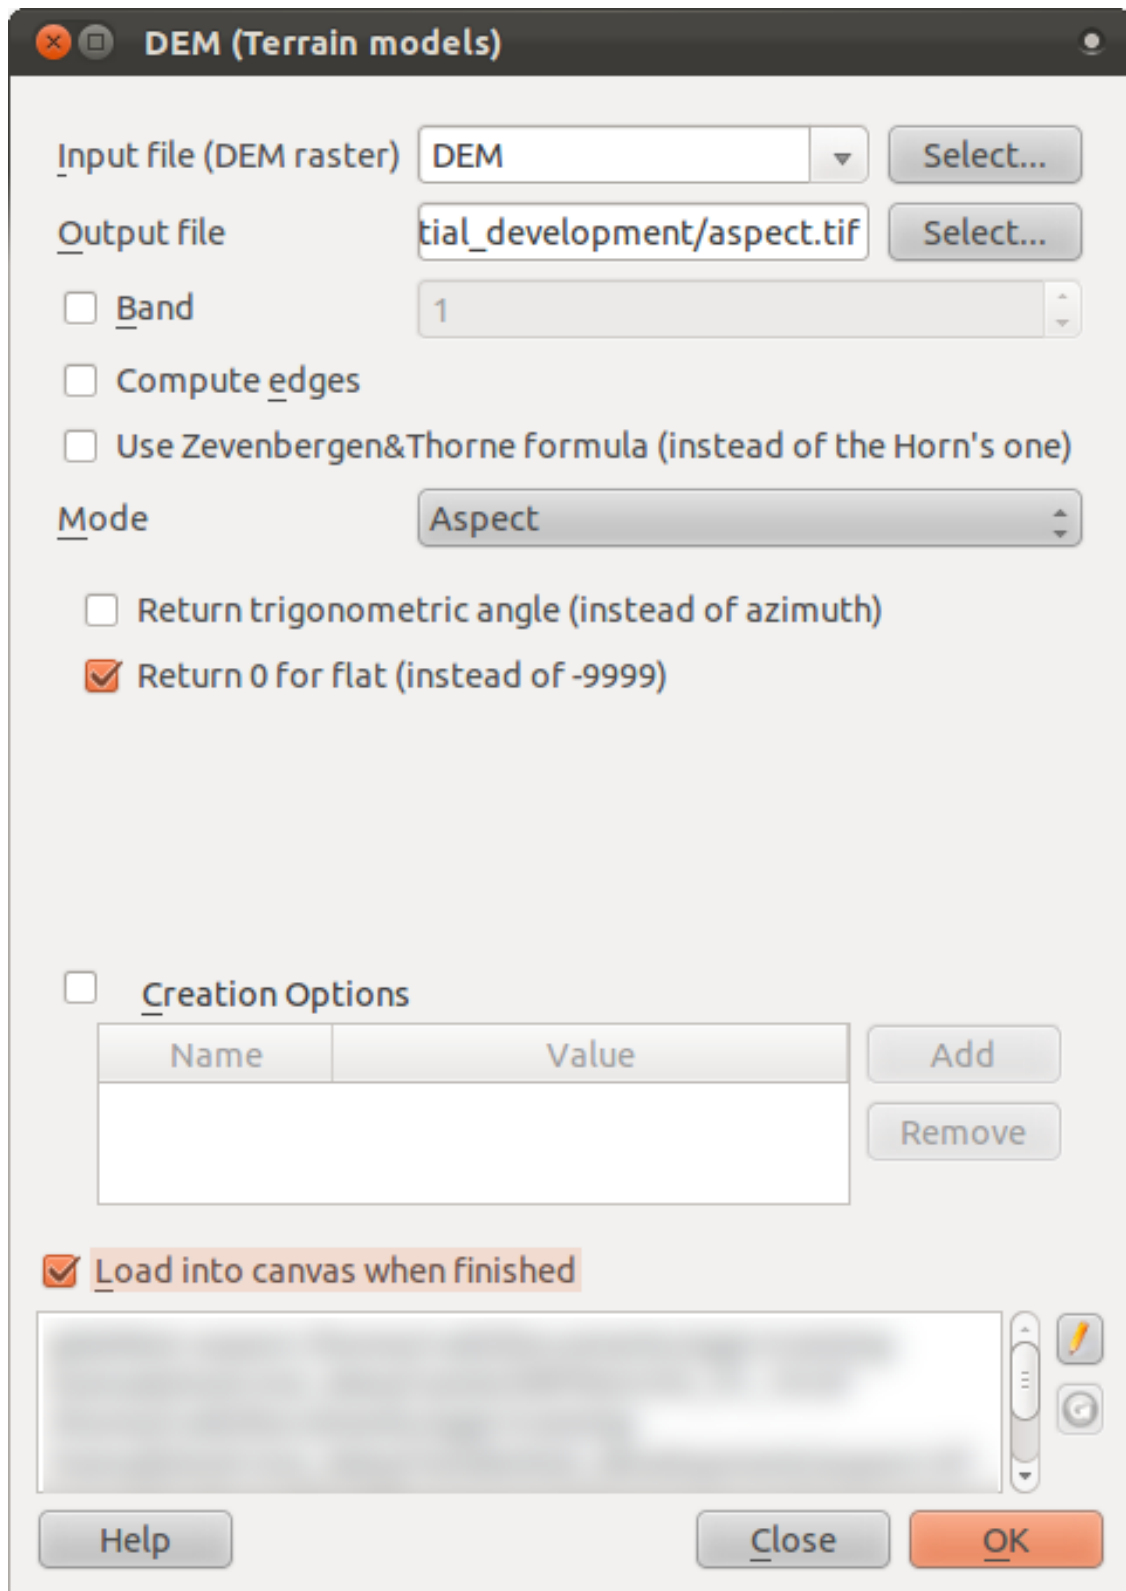 DEM (Terrain models)
Input file (DEM raster) DEM Select...
Output file tial_development/aspect.tif Select...
Band 1
Compute edges
Use Zevenbergen&Thorne formula (instead of the Horn's one)
Mode Aspect
Return trigonometric angle (instead of azimuth)
Return 0 for flat (instead of -9999)
Creation Options
Name Value Add
Remove
Load into canvas when finished
Help Close OK